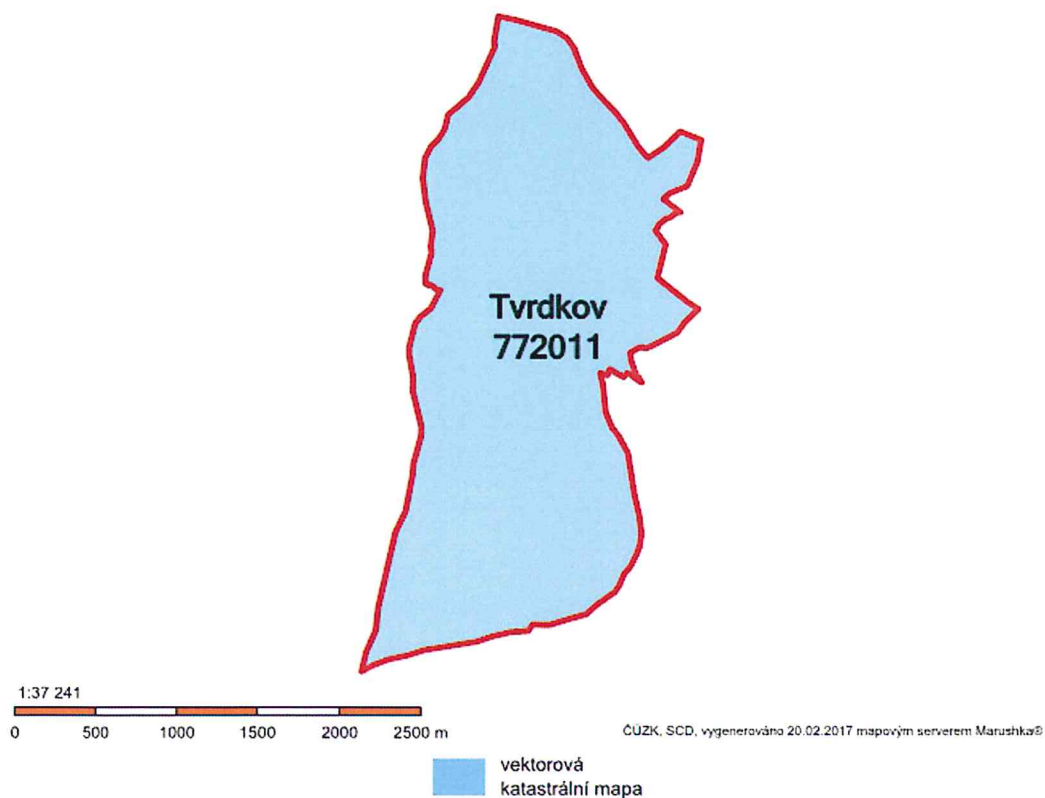 Tvrdkov
772011
1:37 241
0 500 1000 1500 2000 2500 m
ČÚZK, SCD, vygenerováno 20.02.2017 mapovým serverem Marushka®
vektorová
katastrální mapa